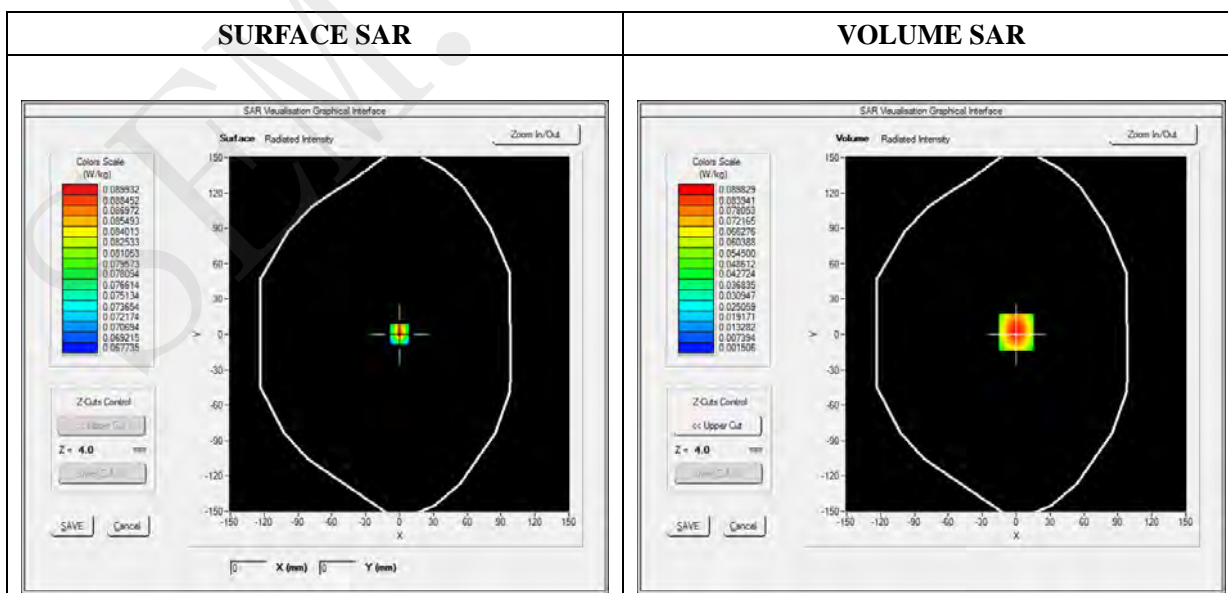 SURFACE SAR
VOLUME SAR
SAR Visualisation Graphical Interface
Surface Radiated Intensity
Zoom In/Out
Colors Scale
(W/kg)
0.089932
0.088452
0.086972
0.085493
0.084013
0.082533
0.081053
0.079573
0.078094
0.076614
0.075134
0.073654
0.072174
0.070694
0.069215
0.067735
150
120
90
60
30
0
-30
-60
-90
-120
-150
Y
-150 -120 -90 -60 -30 0 30 60 90 120 150
X
Z-Cuts Control
<< Upper Cut
Z = 4.0 mm
SAVE Cancel
0 X (mm) 0 Y (mm)
SAR Visualisation Graphical Interface
Volume Radiated Intensity
Zoom In/Out
Colors Scale
(W/kg)
0.089829
0.083941
0.078053
0.072165
0.066276
0.060388
0.054500
0.048612
0.042724
0.036835
0.030947
0.025059
0.019171
0.013282
0.007394
0.001506
150
120
90
60
30
0
-30
-60
-90
-120
-150
Y
-150 -120 -90 -60 -30 0 30 60 90 120 150
X
Z-Cuts Control
<< Upper Cut
Z = 4.0 mm
SAVE Cancel
SEM.